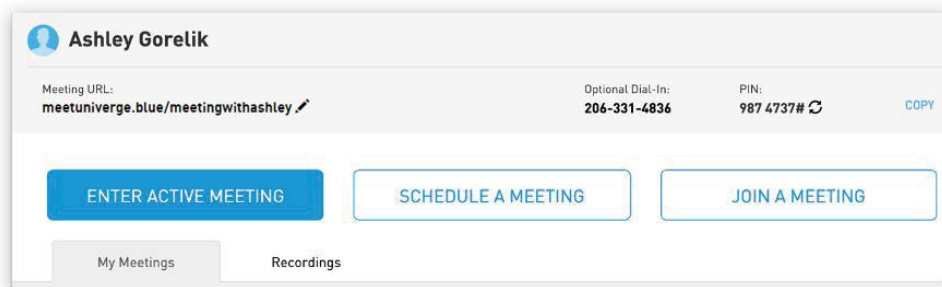 Ashley Gorelik
Meeting URL: Optional Dial-In: PIN:
meetuniverge.blue/meetingwithashley 206-331-4836 987 4737# COPY
ENTER ACTIVE MEETING SCHEDULE A MEETING JOIN A MEETING
My Meetings Recordings